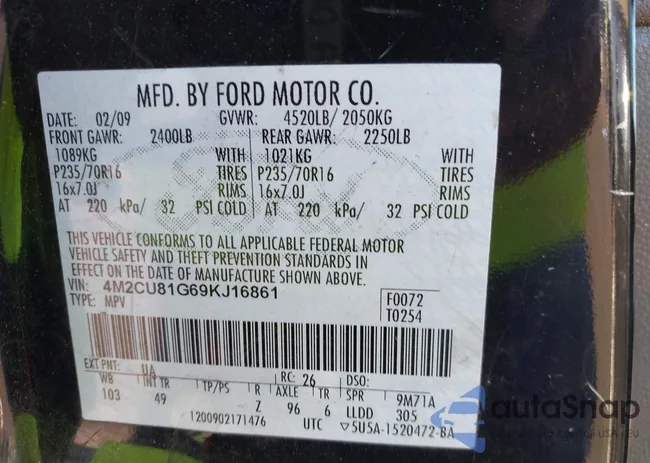 MFD. BY FORD MOTOR CO.
DATE: 02/09 GVWR: 4520LB/ 2050KG
FRONT GAWR: 2400LB REAR GAWR: 2250LB
1089KG WITH 1021KG WITH
P235/70R16 TIRES P235/70R16 TIRES
16x7.0J RIMS 16x7.0J RIMS
AT 220 kPa/ 32 PSI COLD AT 220 kPa/ 32 PSI COLD
THIS VEHICLE CONFORMS TO ALL APPLICABLE FEDERAL MOTOR
VEHICLE SAFETY AND THEFT PREVENTION STANDARDS IN
EFFECT ON THE DATE OF MANUFACTURE SHOWN ABOVE.
VIN: 4M2CU81G69KJ16861 F0072
TYPE: MPV T0254
EXT PNT: UA RC: 26 DSO:
WB INT TR TP/PS R AXLE TR SPR 9M71A
103 49 Z 96 6 LLDD 305
1200902171476 UTC 5U5A-1520472-BA
autoSnap